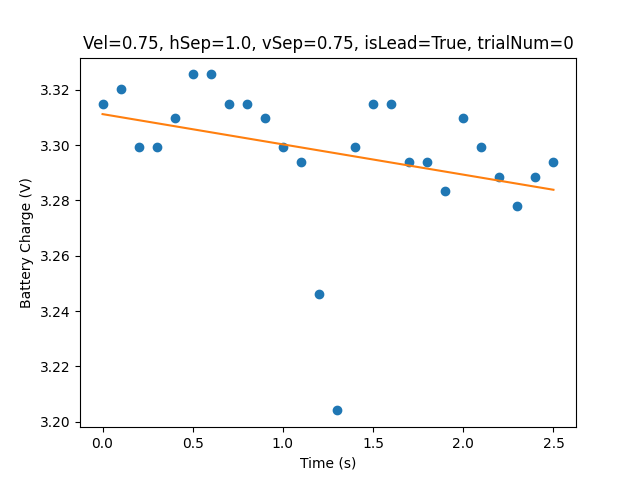 Vel=0.75, hSep=1.0, vSep=0.75, isLead=True, trialNum=0
3.32
3.30
3.28
3.26
3.24
3.22
3.20
Battery Charge (V)
0.0 0.5 1.0 1.5 2.0 2.5
Time (s)